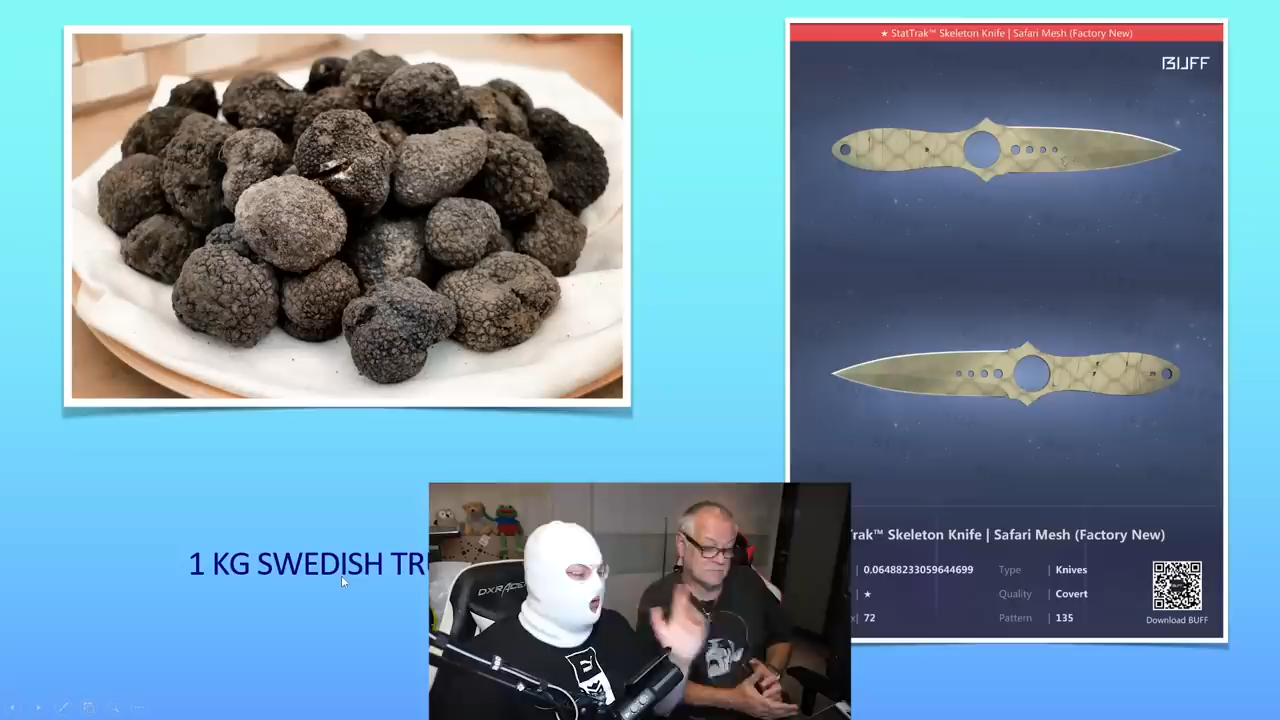 ★ StatTrak™ Skeleton Knife | Safari Mesh (Factory New)
BUFF
1 KG SWEDISH TR
DXRACER
rak™ Skeleton Knife | Safari Mesh (Factory New)
| 0.06488233059644699 Type | Knives
| ★ Quality | Covert
x| 72 Pattern | 135
Download BUFF